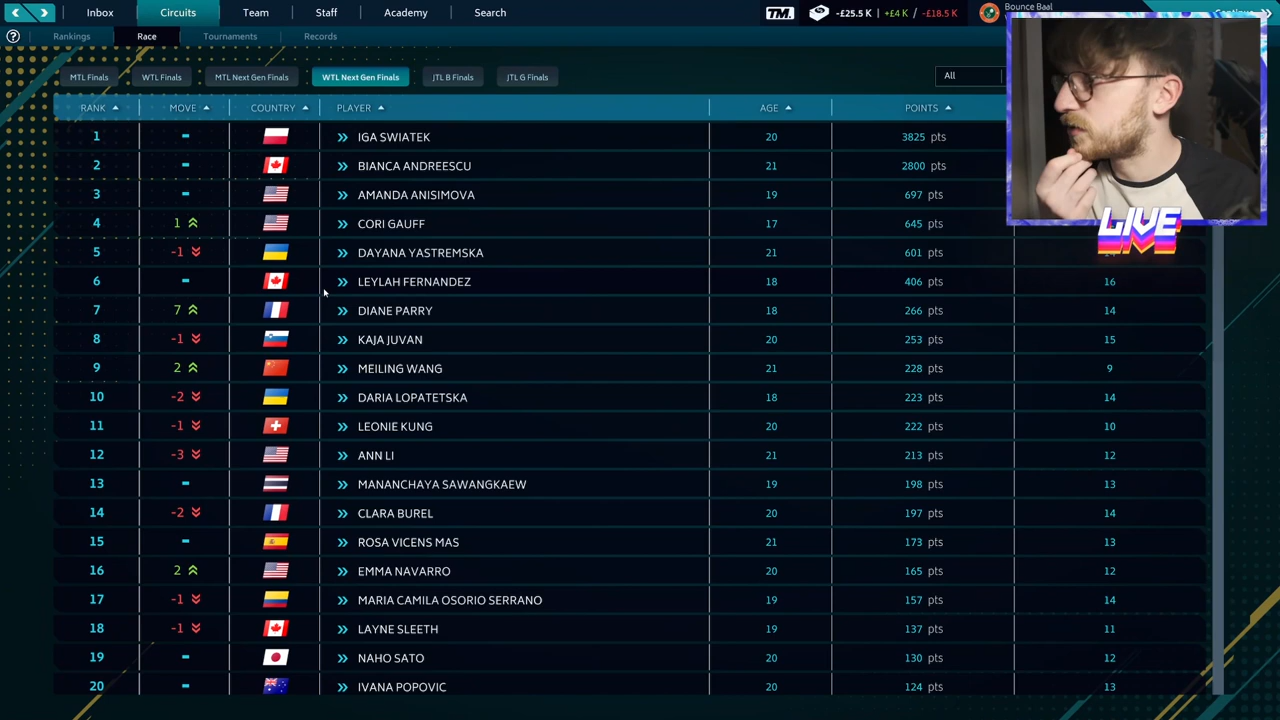 Inbox Circuits Team Staff Academy Search TM. -£25.5 K | +£4 K / -£18.5 K Bounce Baal
Rankings Race Tournaments Records
MTL Finals WTL Finals MTL Next Gen Finals WTL Next Gen Finals JTL B Finals JTL G Finals All
RANK MOVE COUNTRY PLAYER AGE POINTS
1 - IGA SWIATEK 20 3825 pts
2 - BIANCA ANDREESCU 21 2800 pts
3 - AMANDA ANISIMOVA 19 697 pts
4 1 CORI GAUFF 17 645 pts
LIVE
5 -1 DAYANA YASTREMSKA 21 601 pts
6 - LEYLAH FERNANDEZ 18 406 pts 16
7 7 DIANE PARRY 18 266 pts 14
8 -1 KAJA JUVAN 20 253 pts 15
9 2 MEILING WANG 21 228 pts 9
10 -2 DARIA LOPATETSKA 18 223 pts 14
11 -1 LEONIE KUNG 20 222 pts 10
12 -3 ANN LI 21 213 pts 12
13 - MANANCHAYA SAWANGKAEW 19 198 pts 13
14 -2 CLARA BUREL 20 197 pts 14
15 - ROSA VICENS MAS 21 173 pts 13
16 2 EMMA NAVARRO 20 165 pts 12
17 -1 MARIA CAMILA OSORIO SERRANO 19 157 pts 14
18 -1 LAYNE SLEETH 19 137 pts 11
19 - NAHO SATO 20 130 pts 12
20 - IVANA POPOVIC 20 124 pts 13